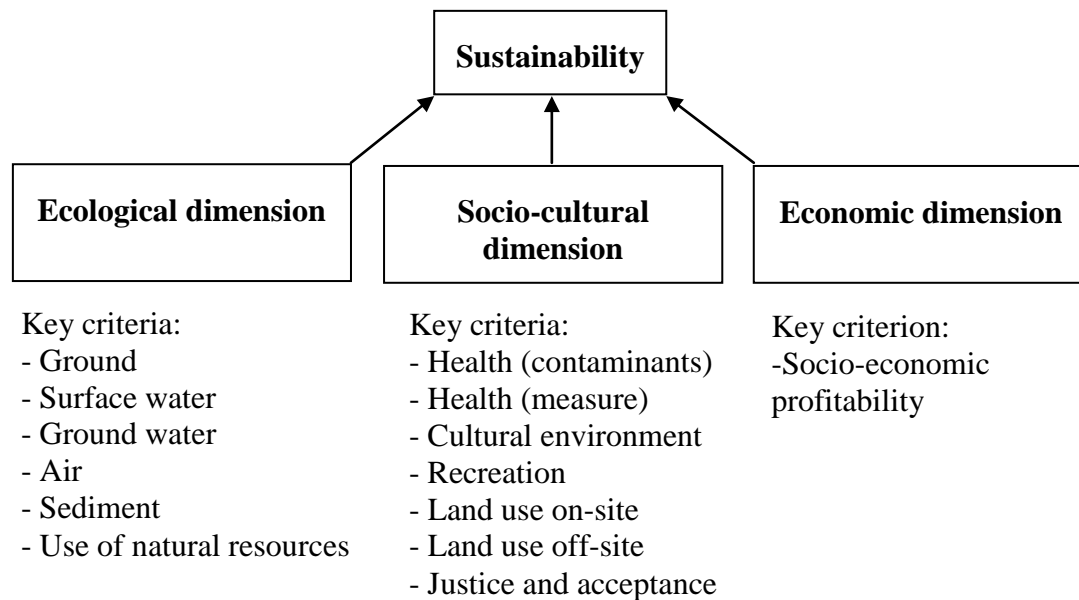 Sustainability
Ecological dimension
Socio-cultural
dimension
Economic dimension
Key criteria:
- Ground
- Surface water
- Ground water
- Air
- Sediment
- Use of natural resources
Key criteria:
- Health (contaminants)
- Health (measure)
- Cultural environment
- Recreation
- Land use on-site
- Land use off-site
- Justice and acceptance
Key criterion:
-Socio-economic
profitability